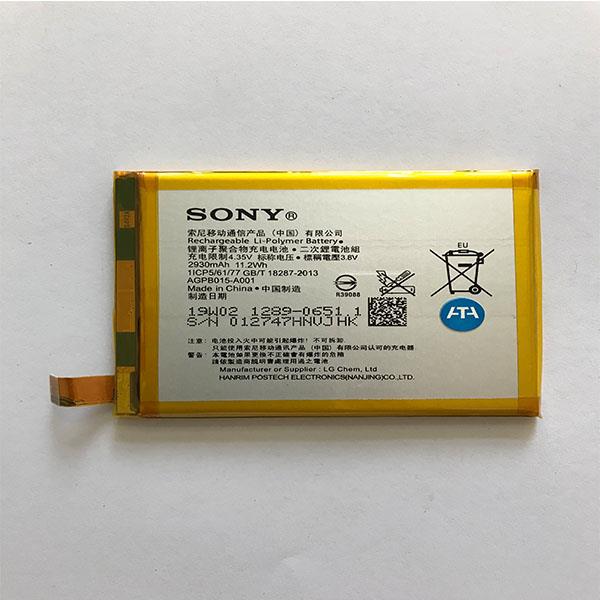 SONY®
索尼移动通信产品（中国）有限公司
Rechargeable Li-Polymer Battery
锂离子聚合物充电电池 · 二次鋰電池組
充电限制电压
充电限制4.35V 标称电压 · 標稱電壓3.8V
2930mAh 11.2Wh
1ICP5/61/77 GB/T 18287-2013
AGPB015-A001
Made in China · 中国制造
制造日期
R39088
EU
19W02 1289-0651.1
S/N 012747HNVJHK
注意：电池投入火中可能引起爆炸！不可拆解。
只能使用索尼移动通讯产品（中国）有限公司认可的充电器。
警告：本電池如果更換不正確會有爆炸的危險！
請依製造商說明書處理用過之電池
Manufacturer or Supplier : LG Chem, Ltd
HANRIM POSTECH ELECTRONICS(NANJING)CO.,LTD.